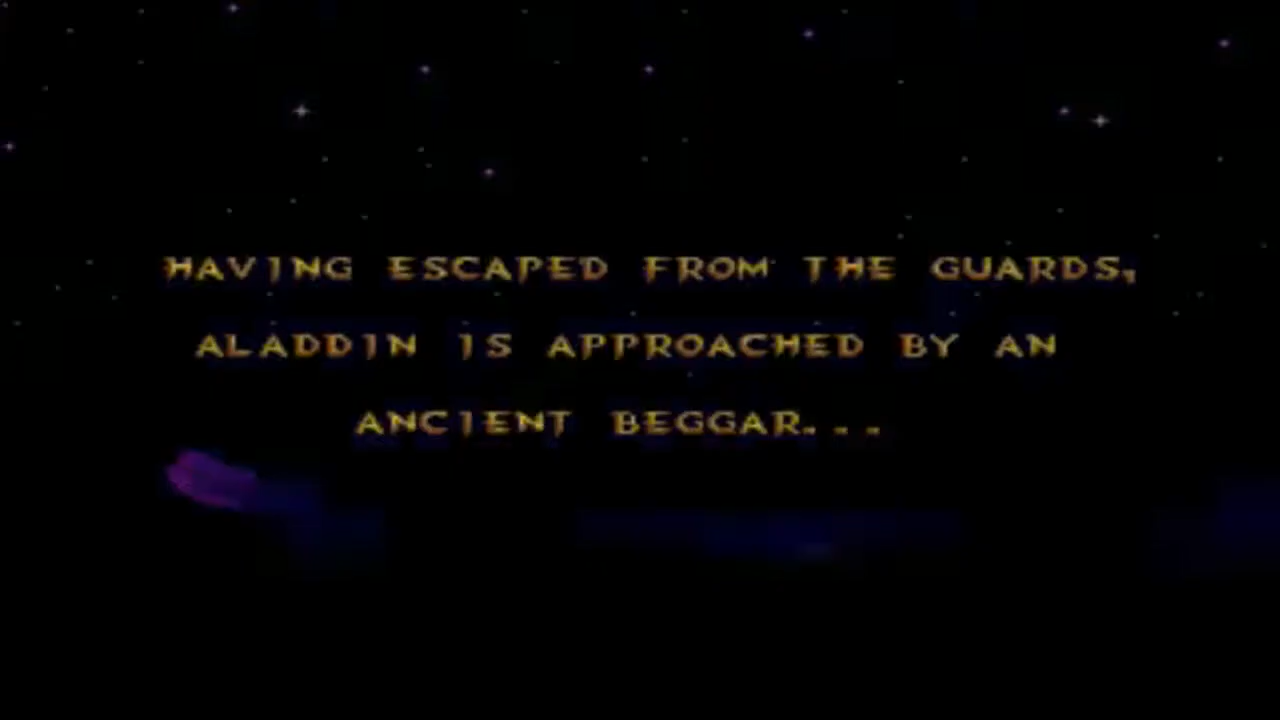 HAVING ESCAPED FROM THE GUARDS,
ALADDIN IS APPROACHED BY AN
ANCIENT BEGGAR...